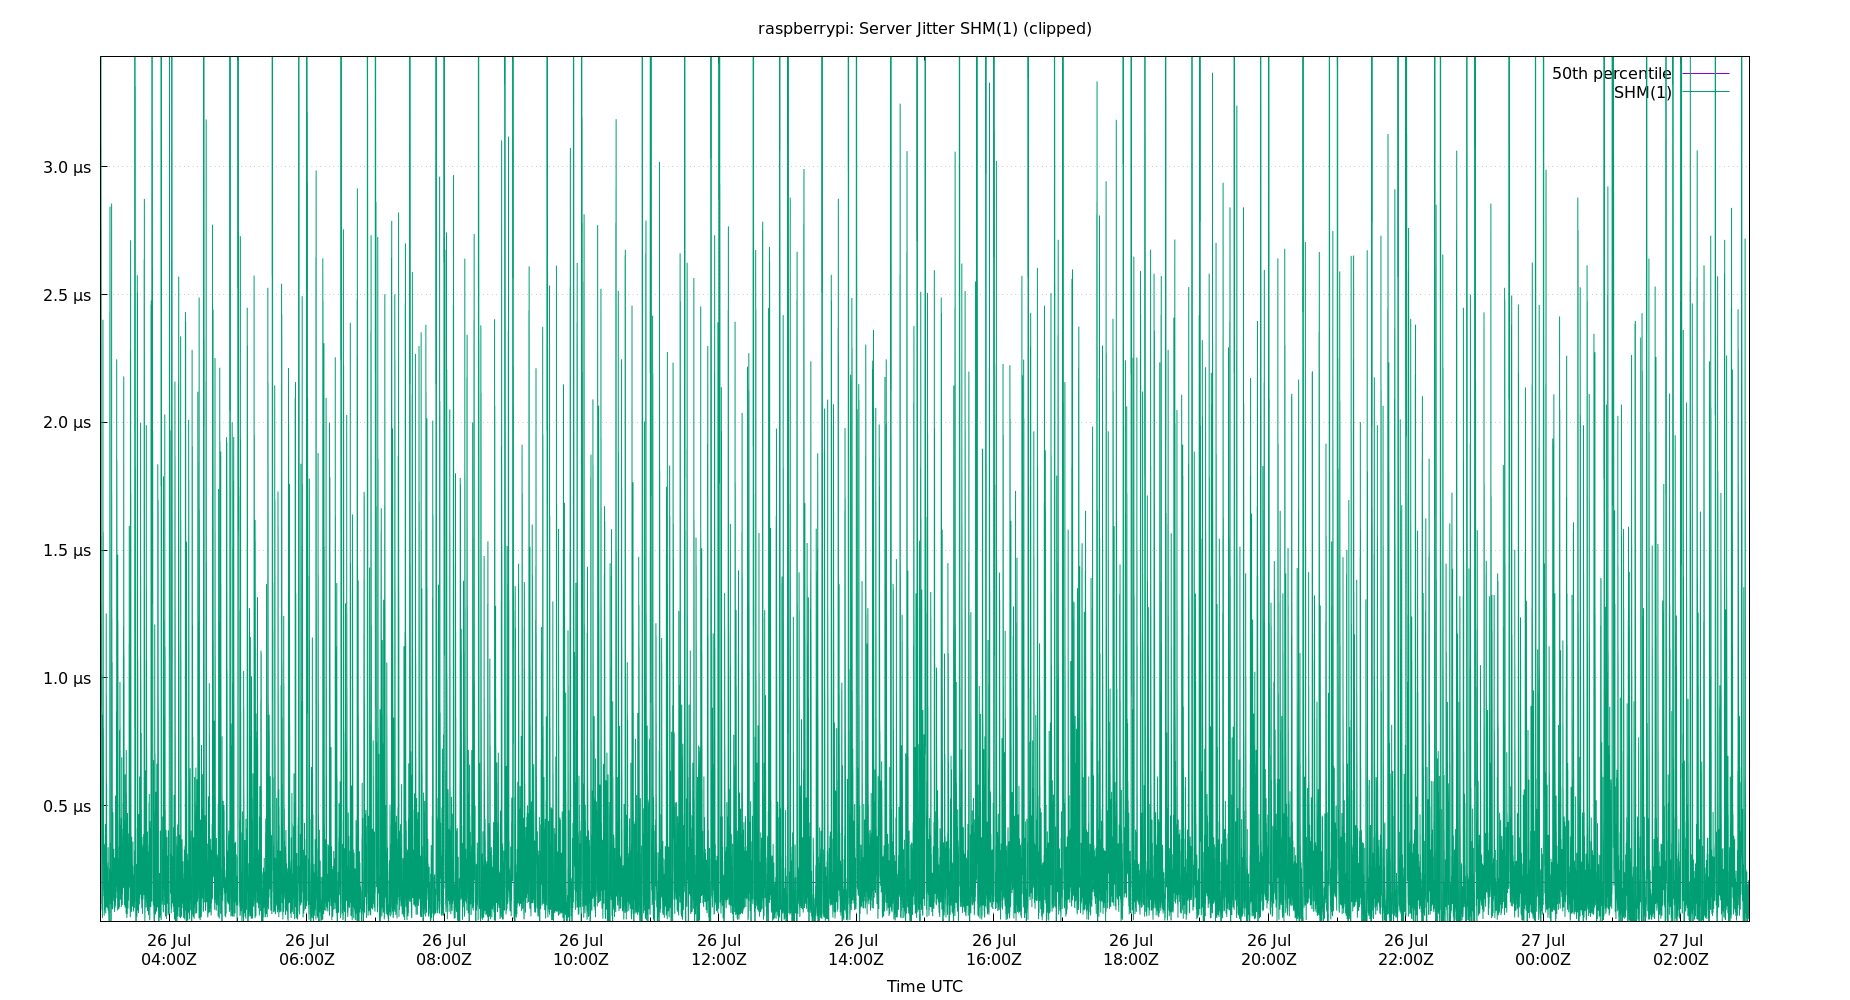 raspberrypi: Server Jitter SHM(1) (clipped)
50th percentile
SHM(1)
3.0 μs
2.5 μs
2.0 μs
1.5 μs
1.0 μs
0.5 μs
26 Jul 26 Jul 26 Jul 26 Jul 26 Jul 26 Jul 26 Jul 26 Jul 26 Jul 26 Jul 27 Jul 27 Jul
04:00Z 06:00Z 08:00Z 10:00Z 12:00Z 14:00Z 16:00Z 18:00Z 20:00Z 22:00Z 00:00Z 02:00Z
Time UTC